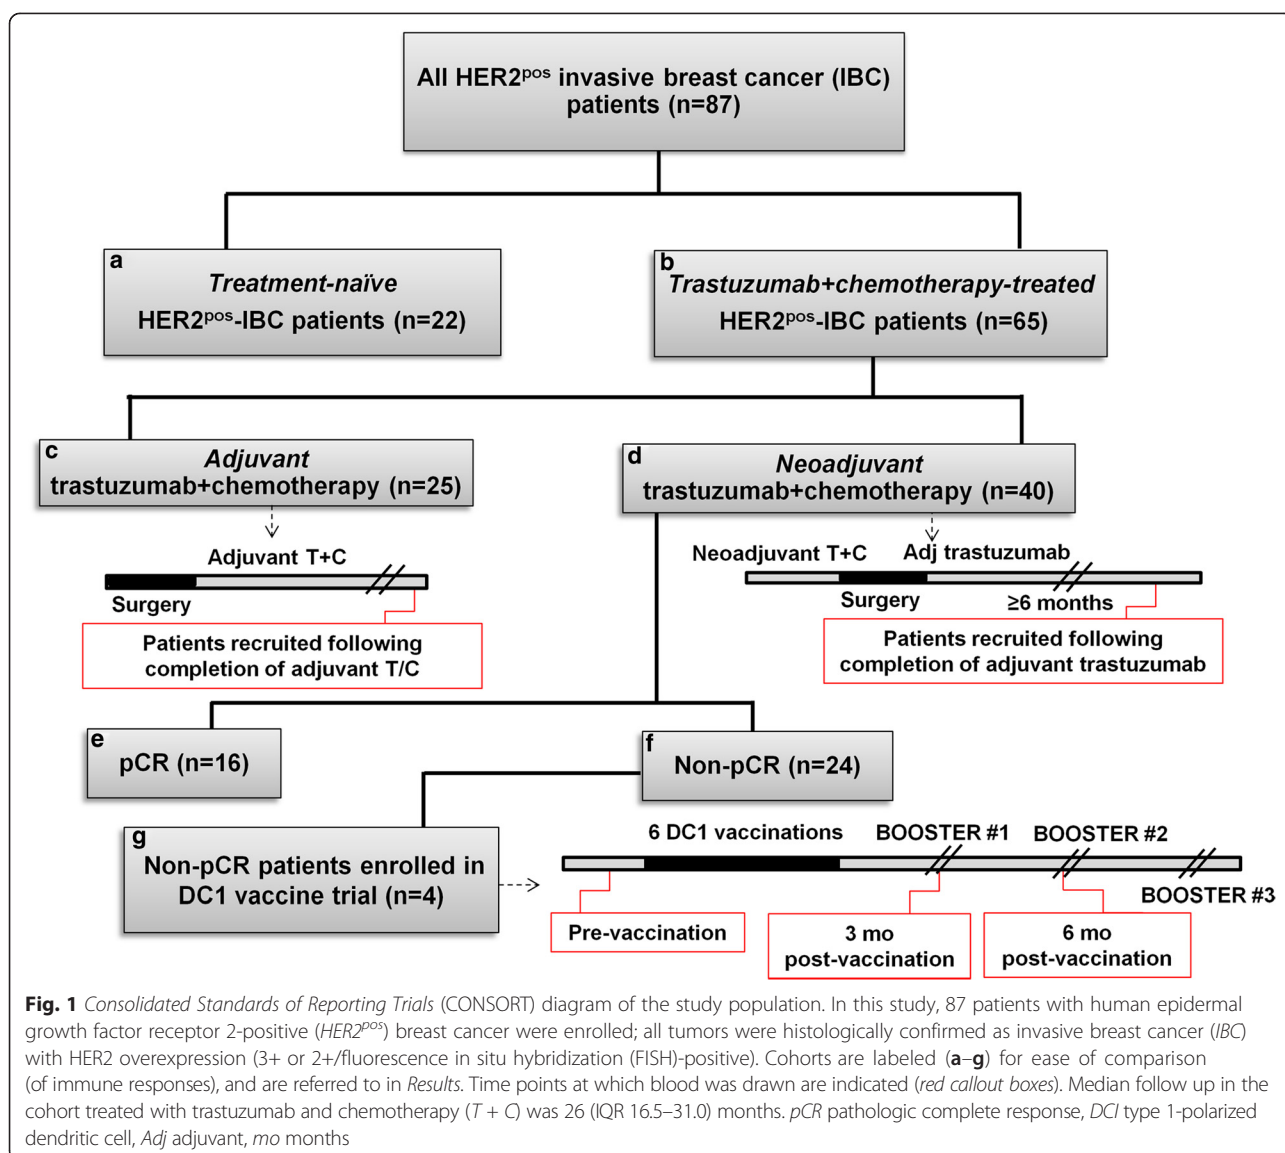 All HER2pos invasive breast cancer (IBC)
patients (n=87)
a
Treatment-naïve
HER2pos-IBC patients (n=22)
b
Trastuzumab+chemotherapy-treated
HER2pos-IBC patients (n=65)
c
Adjuvant
trastuzumab+chemotherapy (n=25)
d
Neoadjuvant
trastuzumab+chemotherapy (n=40)
Adjuvant T+C
Surgery
Patients recruited following
completion of adjuvant T/C
Neoadjuvant T+C
Adj trastuzumab
Surgery
≥6 months
Patients recruited following
completion of adjuvant trastuzumab
e
pCR (n=16)
f
Non-pCR (n=24)
g
Non-pCR patients enrolled in
DC1 vaccine trial (n=4)
6 DC1 vaccinations
BOOSTER #1
BOOSTER #2
BOOSTER #3
Pre-vaccination
3 mo
post-vaccination
6 mo
post-vaccination
Fig. 1 Consolidated Standards of Reporting Trials (CONSORT) diagram of the study population. In this study, 87 patients with human epidermal
growth factor receptor 2-positive (HER2pos) breast cancer were enrolled; all tumors were histologically confirmed as invasive breast cancer (IBC)
with HER2 overexpression (3+ or 2+/fluorescence in situ hybridization (FISH)-positive). Cohorts are labeled (a–g) for ease of comparison
(of immune responses), and are referred to in Results. Time points at which blood was drawn are indicated (red callout boxes). Median follow up in the
cohort treated with trastuzumab and chemotherapy (T + C) was 26 (IQR 16.5–31.0) months. pCR pathologic complete response, DCI type 1-polarized
dendritic cell, Adj adjuvant, mo months